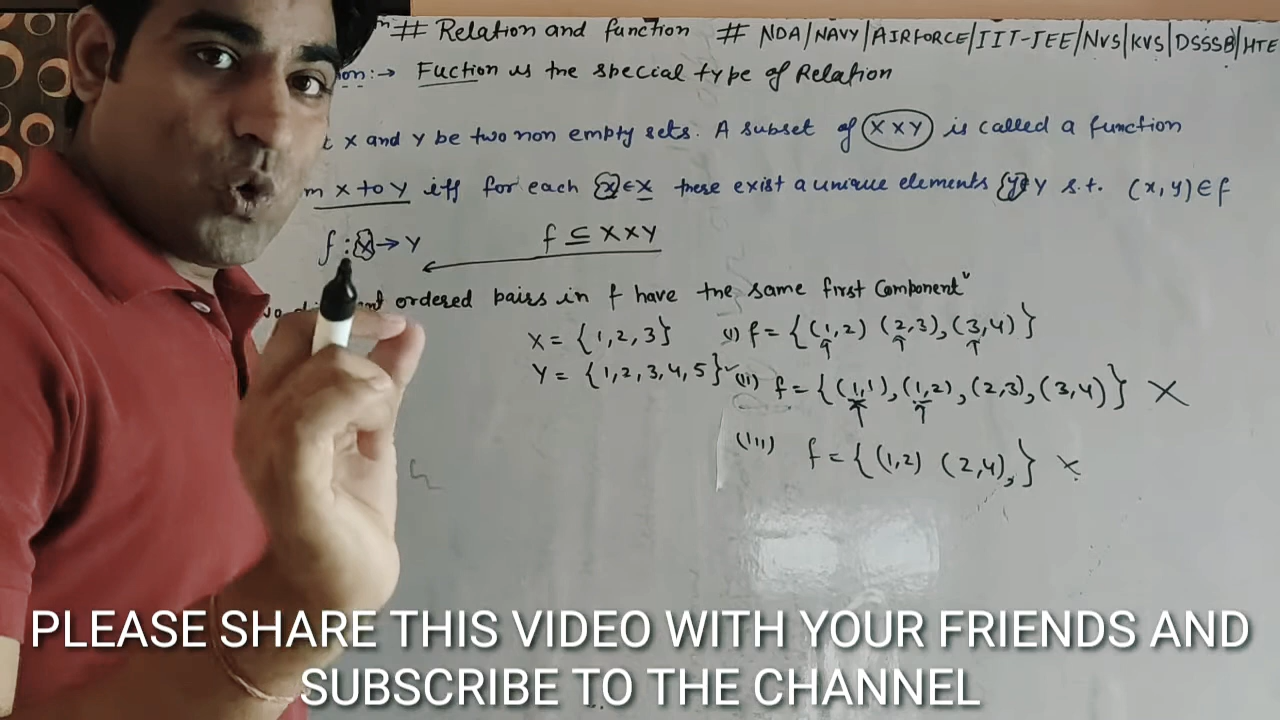 # Relation and function # NDA/NAVY/AIRFORCE/IIT-JEE/NVS/KVS/DSSSB/HTE
on:→ Fuction is the special type of Relation
X and Y be two non empty sets. A subset of X×Y is called a function
m X to Y iff for each x∈X there exist a unique elements y∈Y s.t. (x,y)∈f
f:X→Y f⊆X×Y
ordered pairs in f have the same first Component"
X = {1,2,3} (i) f = {(1,2) (2,3), (3,4)}
Y = {1,2,3,4,5} (ii) f = {(1,1), (1,2), (2,3), (3,4)} ×
(iii) f = {(1,2) (2,4), } ×
PLEASE SHARE THIS VIDEO WITH YOUR FRIENDS AND
SUBSCRIBE TO THE CHANNEL